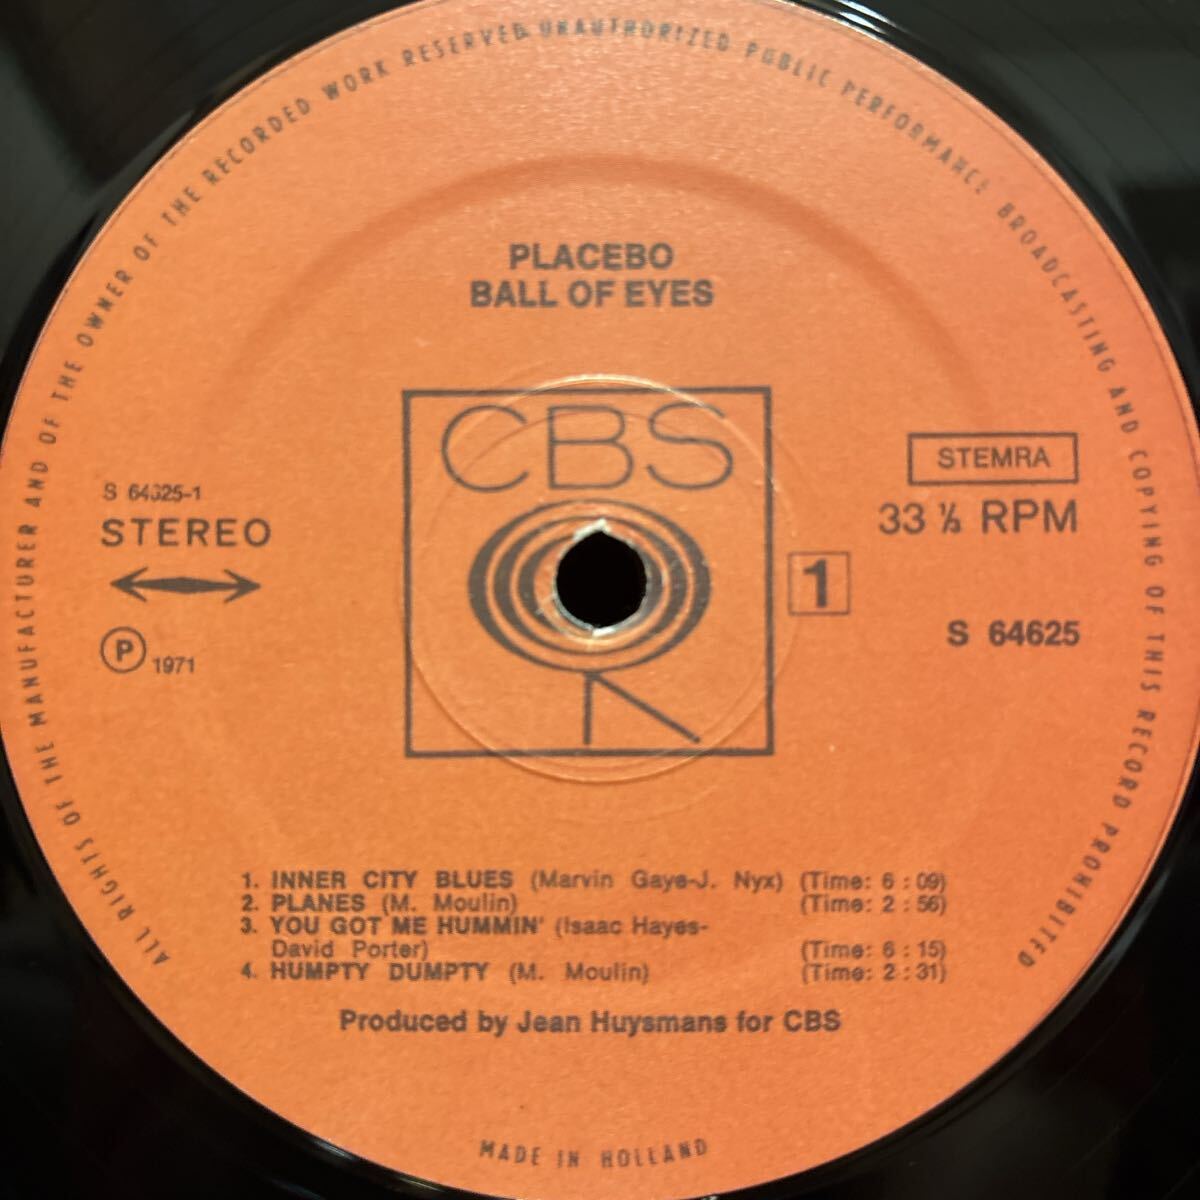 ALL RIGHTS OF THE MANUFACTURER AND OF THE OWNER OF THE RECORDED WORK RESERVED. UNAUTHORIZED PUBLIC PERFORMANCE BROADCASTING AND COPYING OF THIS RECORD PROHIBITED
PLACEBO
BALL OF EYES
CBS
S 64325-1
STEREO
P 1971
STEMRA
33 ⅓ RPM
1
S 64625
1. INNER CITY BLUES (Marvin Gaye-J. Nyx) (Time: 6 : 09)
2. PLANES (M. Moulin) (Time: 2 : 56)
3. YOU GOT ME HUMMIN' (Isaac Hayes-
David Porter) (Time: 6 : 15)
4. HUMPTY DUMPTY (M. Moulin) (Time: 2 : 31)
Produced by Jean Huysmans for CBS
MADE IN HOLLAND